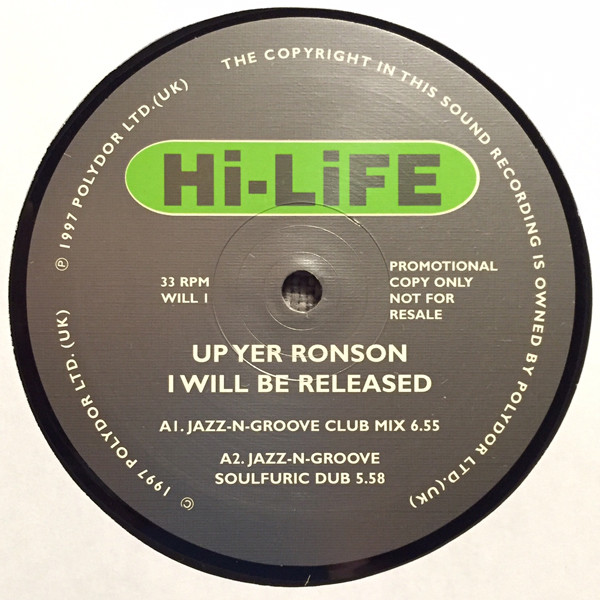 THE COPYRIGHT IN THIS SOUND RECORDING IS OWNED BY POLYDOR LTD.(UK)
℗ 1997 POLYDOR LTD.(UK)
© 1997 POLYDOR LTD. (UK)
Hi-LiFE
33 RPM
WILL 1
PROMOTIONAL
COPY ONLY
NOT FOR
RESALE
UP YER RONSON
I WILL BE RELEASED
A1. JAZZ-N-GROOVE CLUB MIX 6.55
A2. JAZZ-N-GROOVE
SOULFURIC DUB 5.58